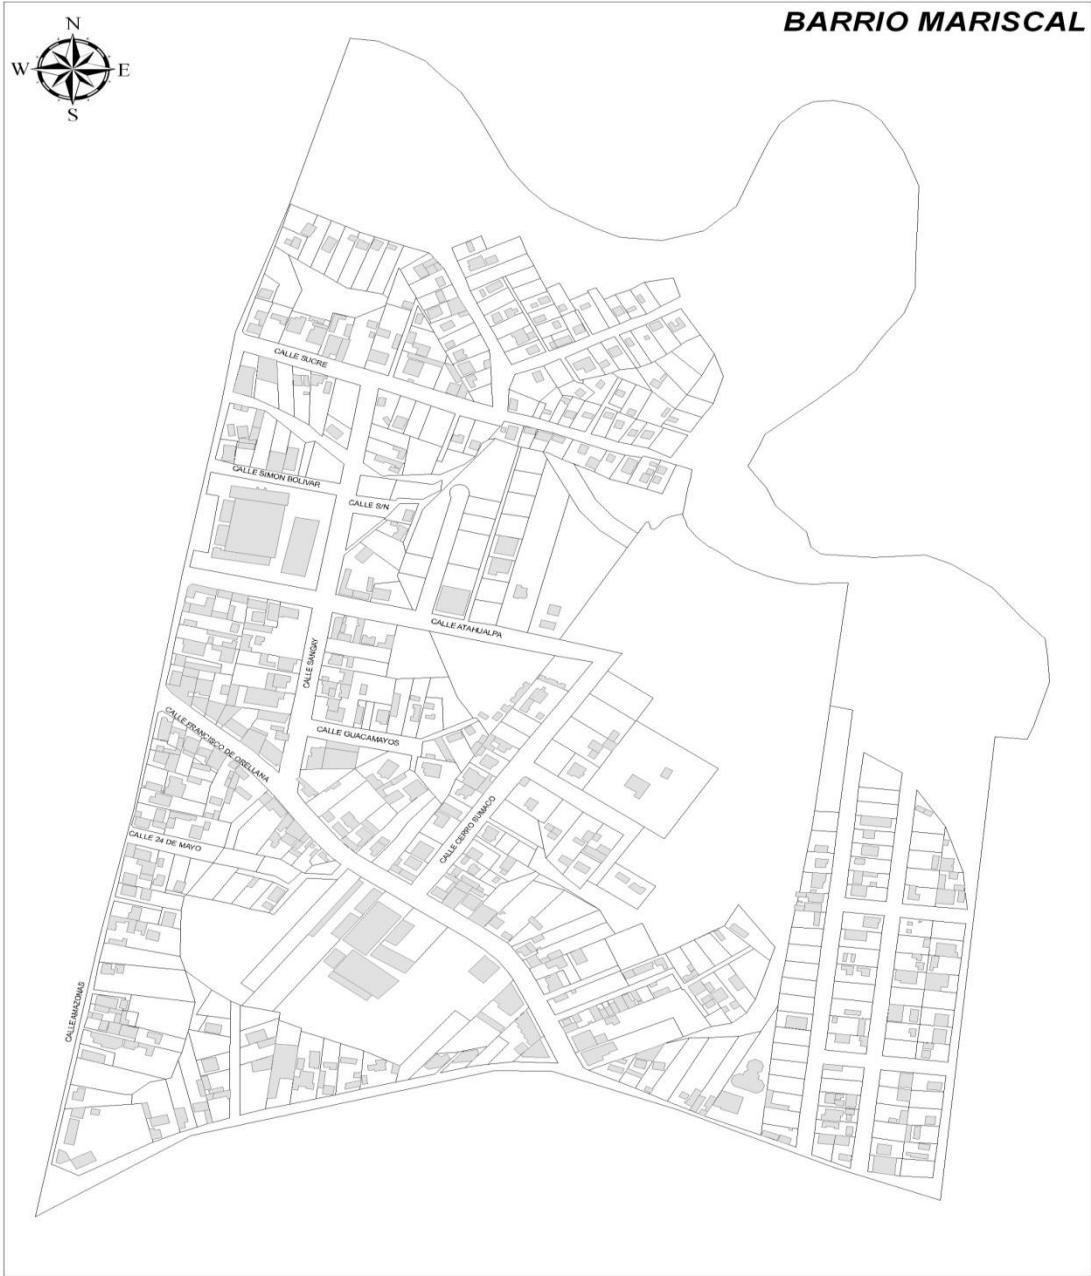 BARRIO MARISCAL
N
W E
S
CALLE SUCRE
CALLE SIMON BOLIVAR
CALLE S/N
CALLE ATAHUALPA
CALLE SANGAY
CALLE FRANCISCO DE ORELLANA
CALLE GUACAMAYOS
CALLE CERRO SUMACO
CALLE 24 DE MAYO
CALLE AMAZONAS